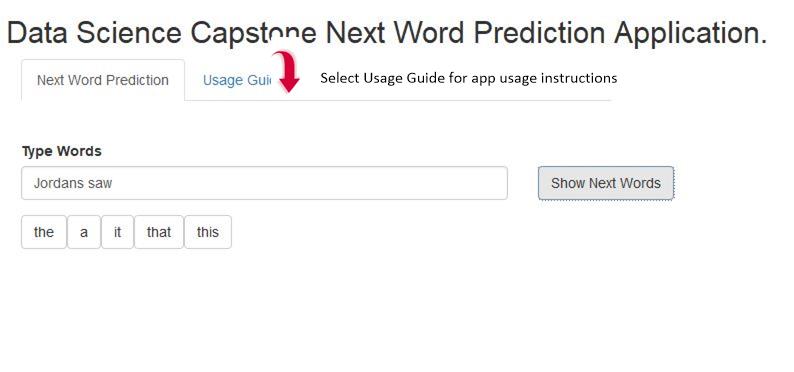 Data Science Capstone Next Word Prediction Application.
Next Word Prediction Usage Gui Select Usage Guide for app usage instructions
Type Words
Jordans saw Show Next Words
the a it that this